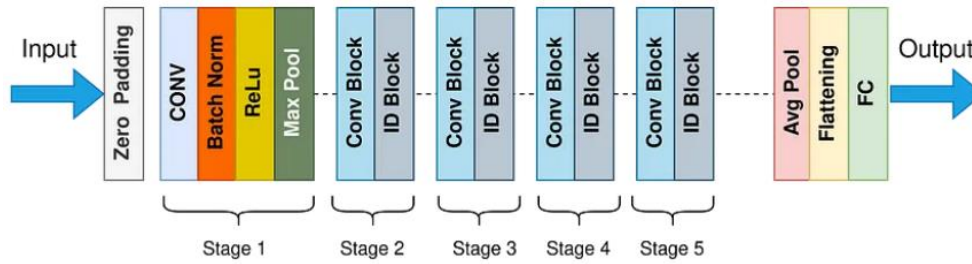 Input
Zero Padding
CONV
Batch Norm
ReLu
Max Pool
Conv Block
ID Block
Conv Block
ID Block
Conv Block
ID Block
Conv Block
ID Block
Avg Pool
Flattening
FC
Output
Stage 1
Stage 2
Stage 3
Stage 4
Stage 5